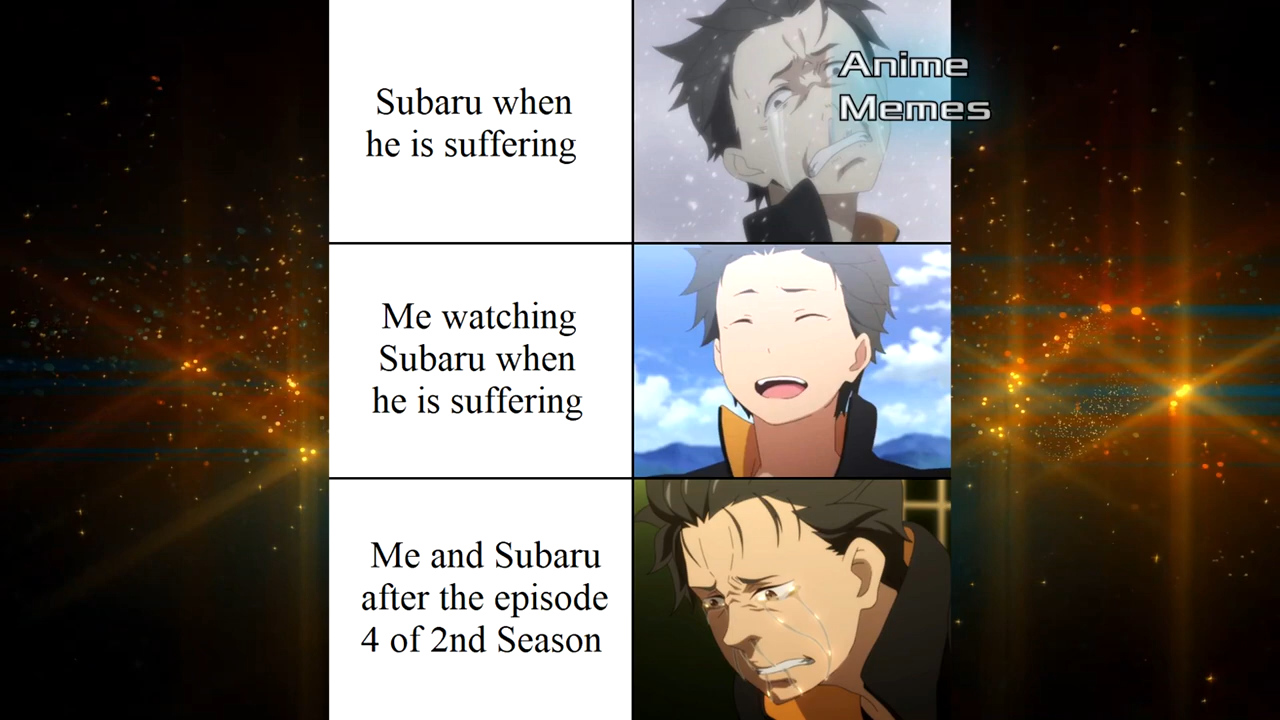 Anime
Memes
Subaru when
he is suffering
Me watching
Subaru when
he is suffering
Me and Subaru
after the episode
4 of 2nd Season